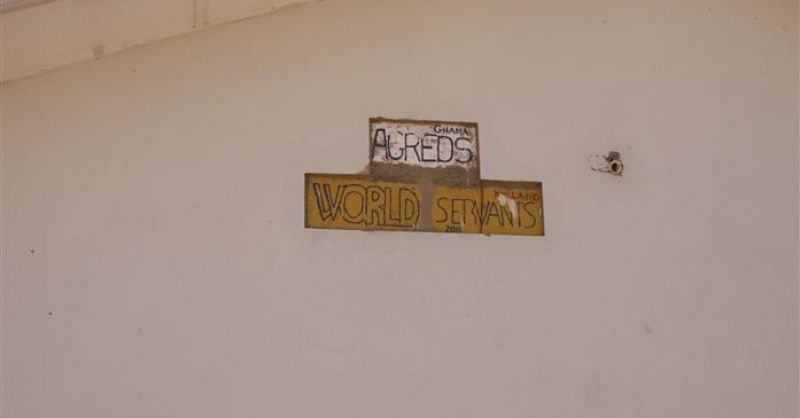 GHANA
AGREDS
HOLLAND
WORLD SERVANTS
2011